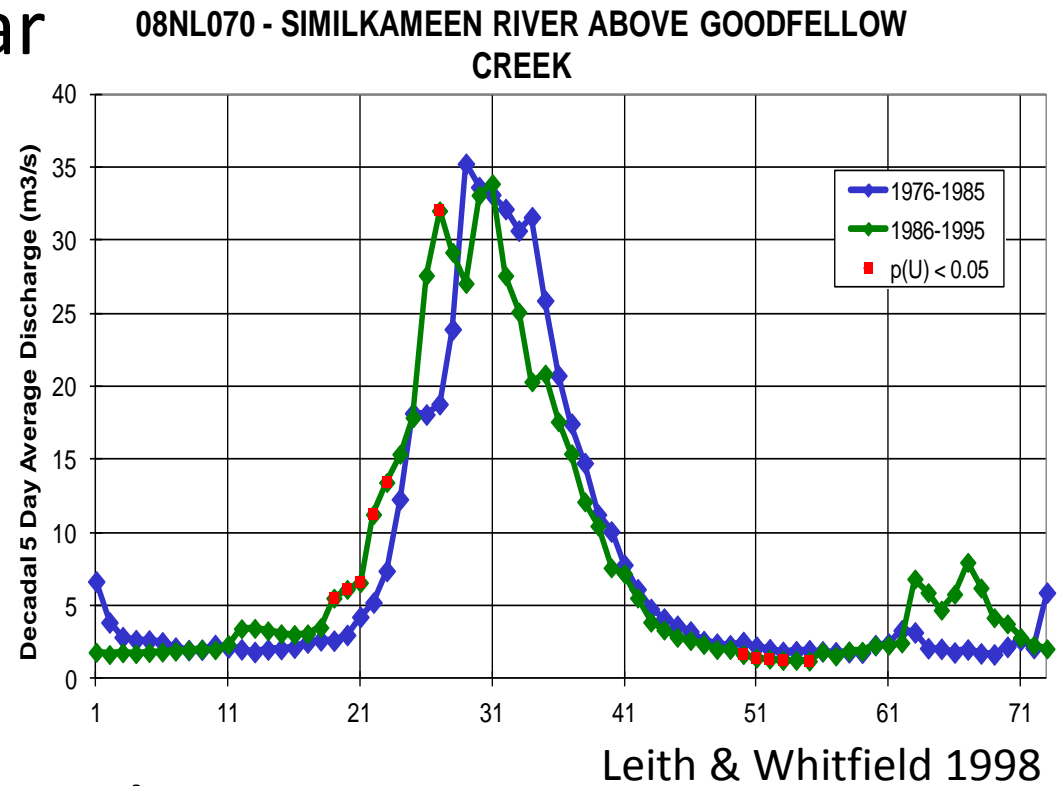 ar
08NL070 - SIMILKAMEEN RIVER ABOVE GOODFELLOW
CREEK
Decadal 5 Day Average Discharge (m3/s)
40
35
30
25
20
15
10
5
0
1976-1985
1986-1995
p(U) < 0.05
1 11 21 31 41 51 61 71
Leith & Whitfield 1998